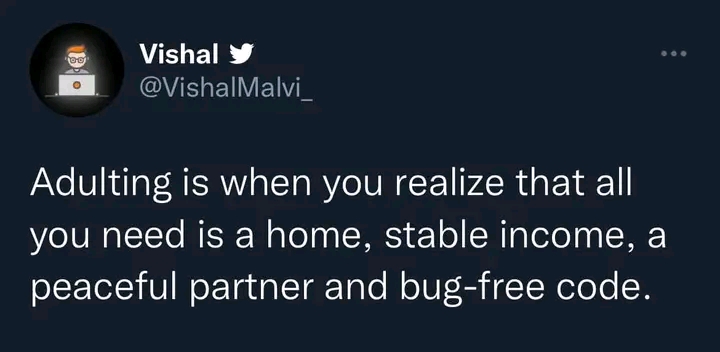 Vishal
@VishalMalvi_
Adulting is when you realize that all
you need is a home, stable income, a
peaceful partner and bug-free code.